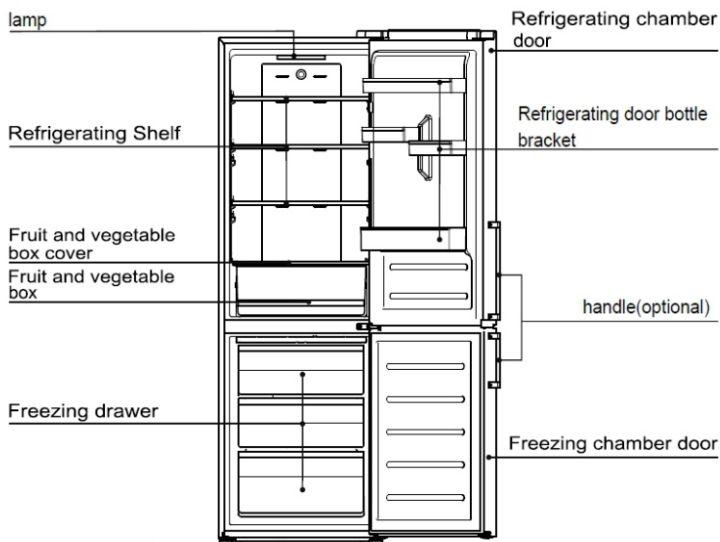 lamp
Refrigerating Shelf
Fruit and vegetable
box cover
Fruit and vegetable
box
Freezing drawer
Refrigerating chamber
door
Refrigerating door bottle
bracket
handle(optional)
Freezing chamber door